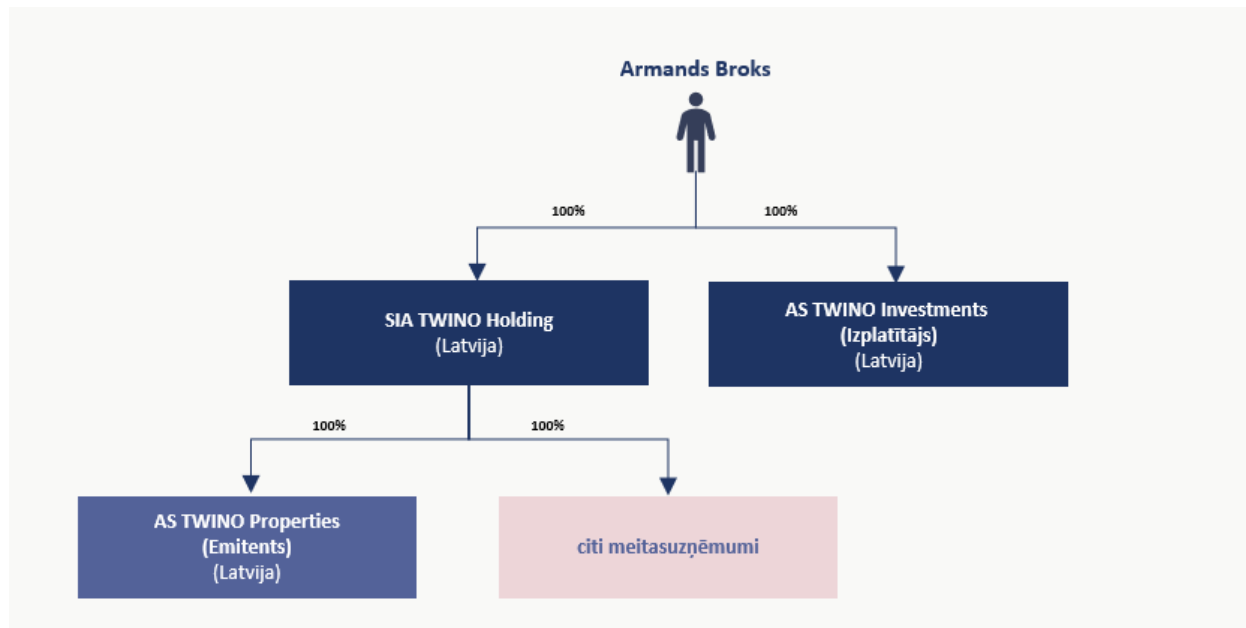 Armands Broks
100%
100%
SIA TWINO Holding
(Latvija)
AS TWINO Investments
(Izplatītājs)
(Latvija)
100%
100%
AS TWINO Properties
(Emitents)
(Latvija)
citi meitasuzņēmumi